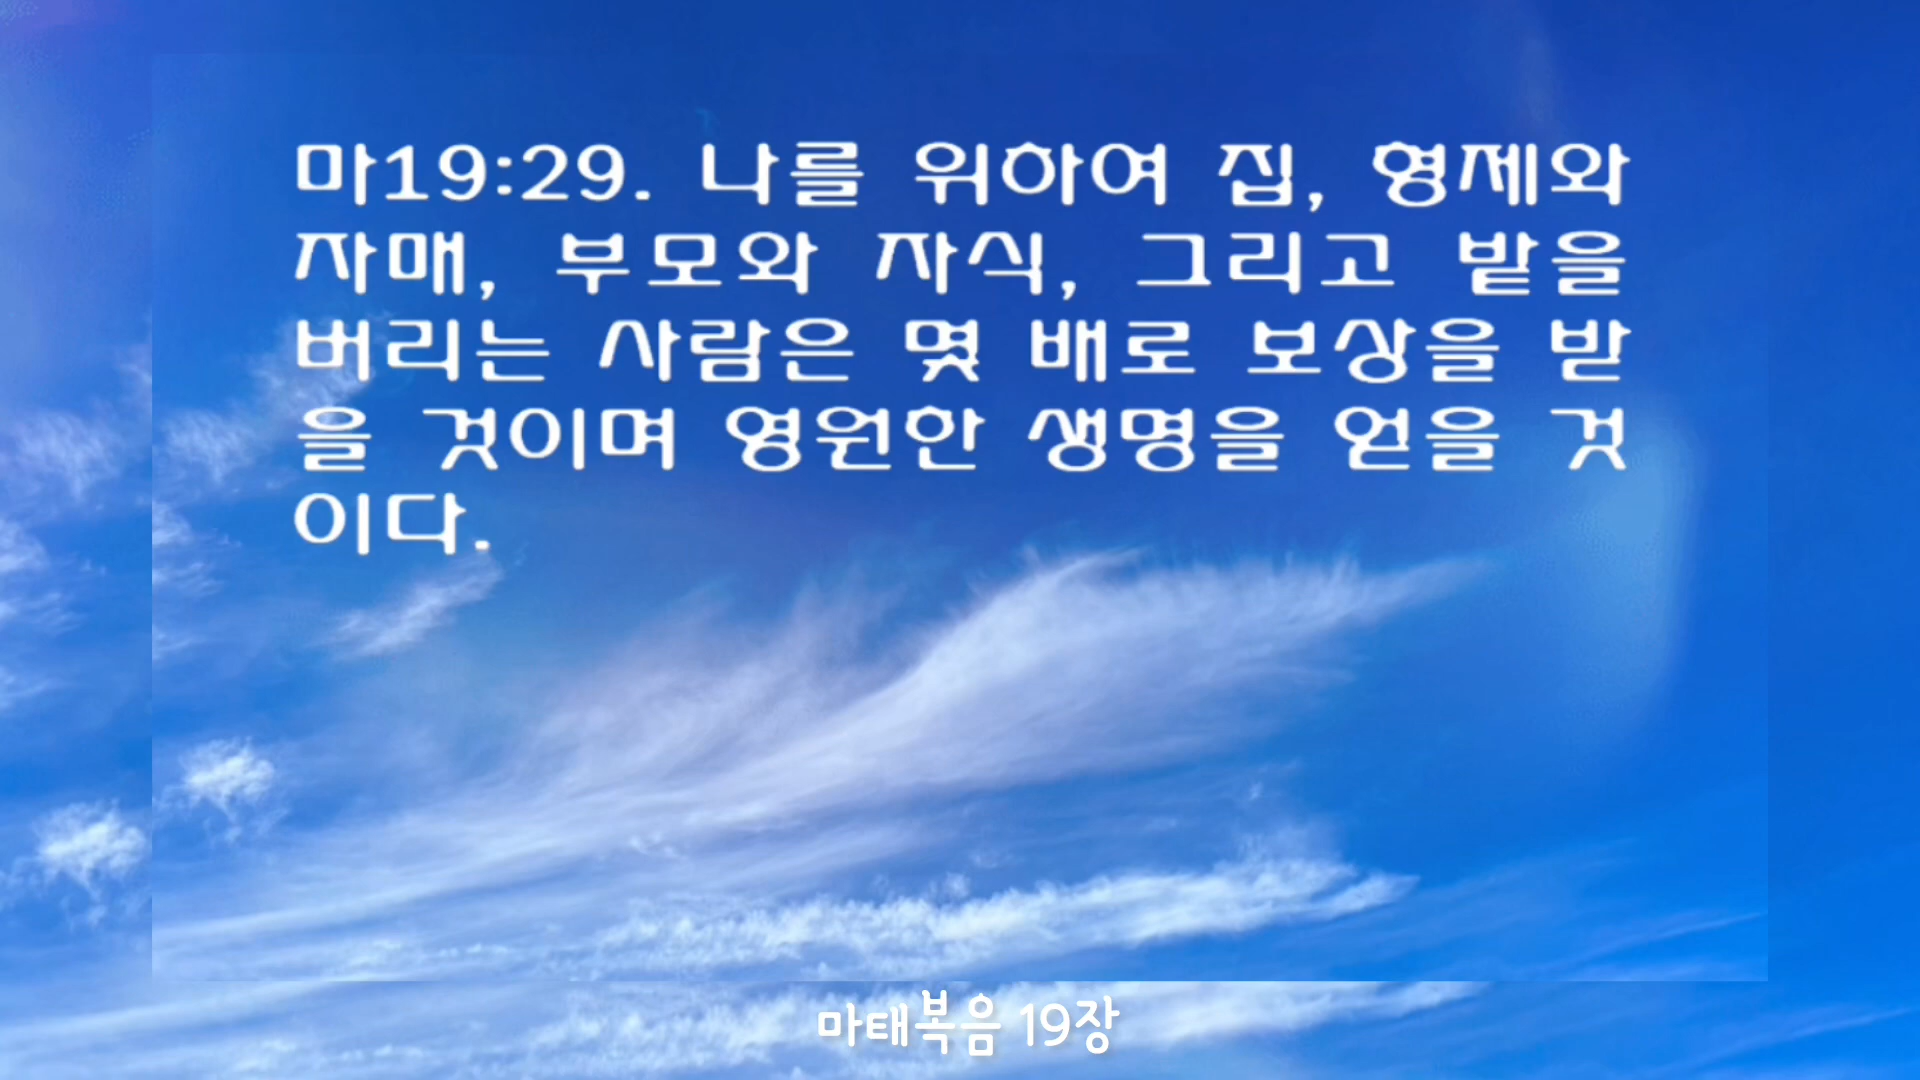 마19:29. 나를 위하여 집, 형제와
자매, 부모와 자식, 그리고 밭을
버리는 사람은 몇 배로 보상을 받
을 것이며 영원한 생명을 얻을 것
이다.
마태복음 19장